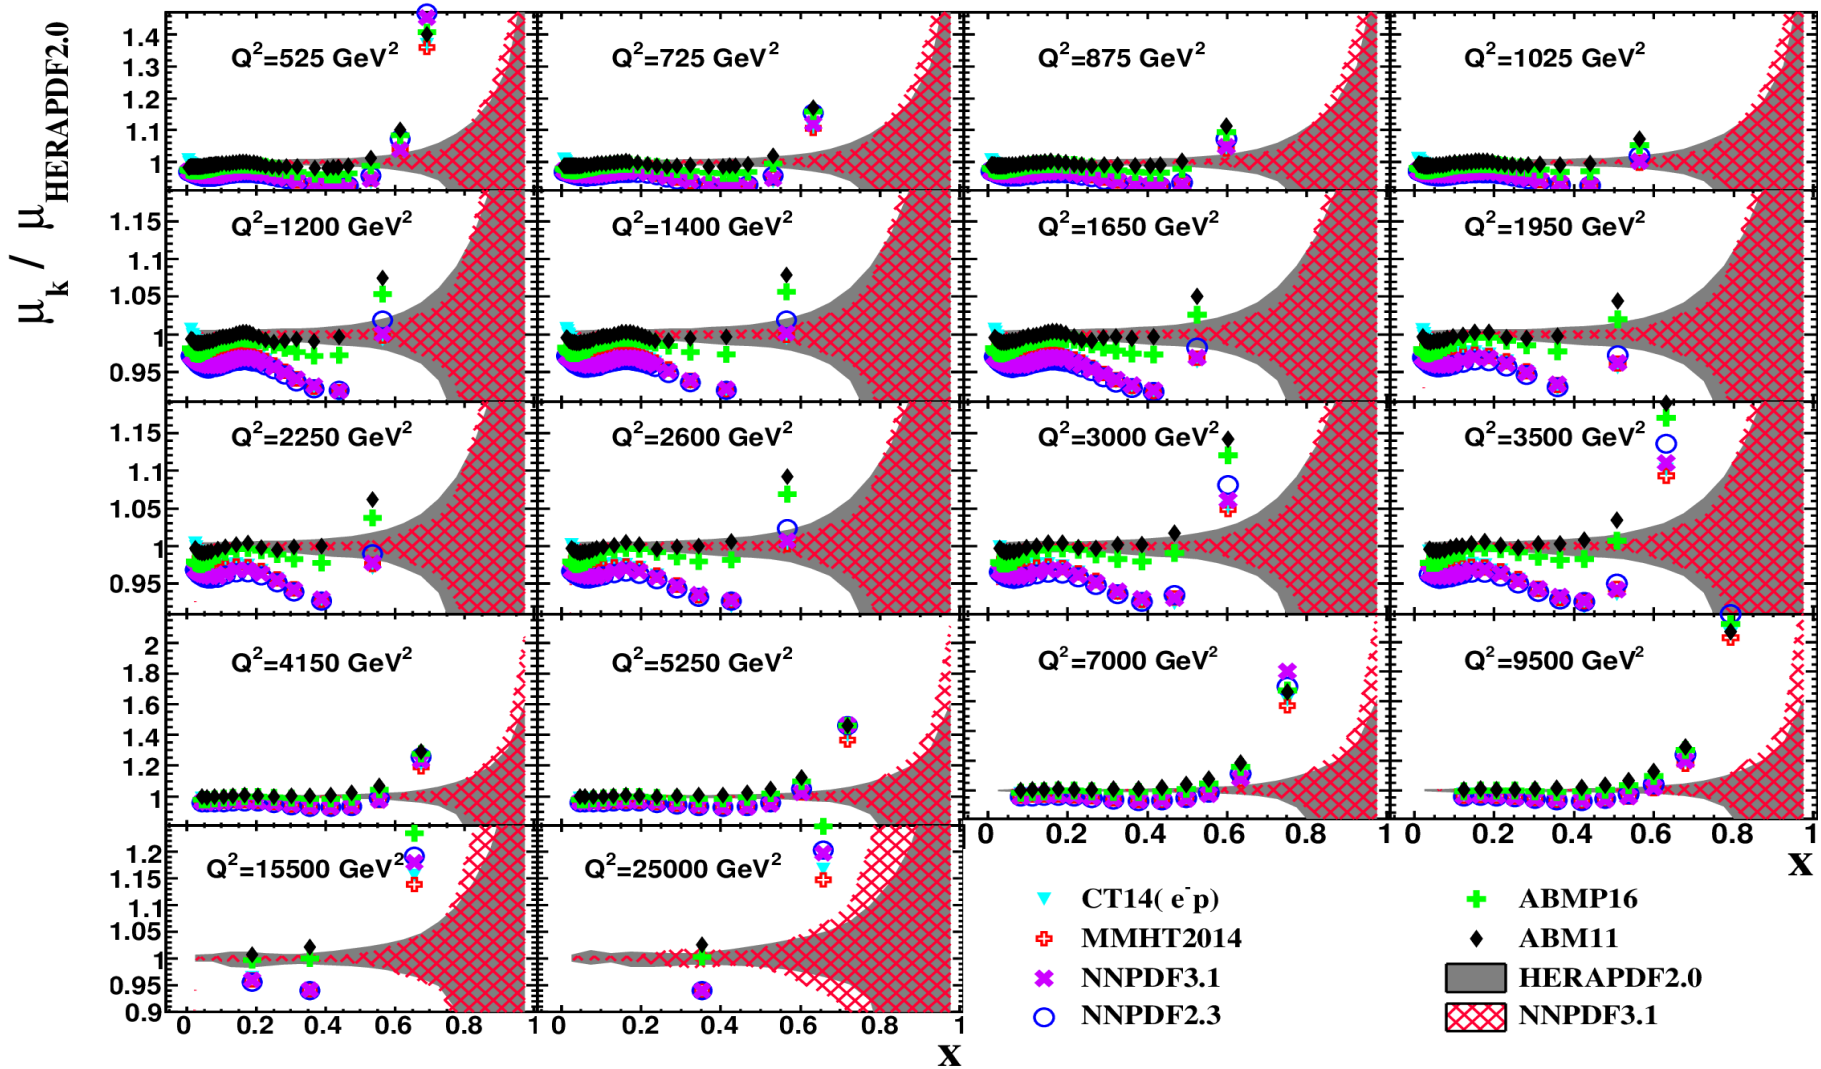 μk / μHERAPDF2.0
Q²=525 GeV²
Q²=725 GeV²
Q²=875 GeV²
Q²=1025 GeV²
1.4
1.3
1.2
1.1
1
Q²=1200 GeV²
Q²=1400 GeV²
Q²=1650 GeV²
Q²=1950 GeV²
1.15
1.1
1.05
1
0.95
Q²=2250 GeV²
Q²=2600 GeV²
Q²=3000 GeV²
Q²=3500 GeV²
1.15
1.1
1.05
1
0.95
Q²=4150 GeV²
Q²=5250 GeV²
Q²=7000 GeV²
Q²=9500 GeV²
2
1.8
1.6
1.4
1.2
1
0 0.2 0.4 0.6 0.8 1
0 0.2 0.4 0.6 0.8 1
x
Q²=15500 GeV²
Q²=25000 GeV²
1.2
1.15
1.1
1.05
1
0.95
0.9
0 0.2 0.4 0.6 0.8 1
0 0.2 0.4 0.6 0.8 1
x
CT14( e⁻p)
MMHT2014
NNPDF3.1
NNPDF2.3
ABMP16
ABM11
HERAPDF2.0
NNPDF3.1